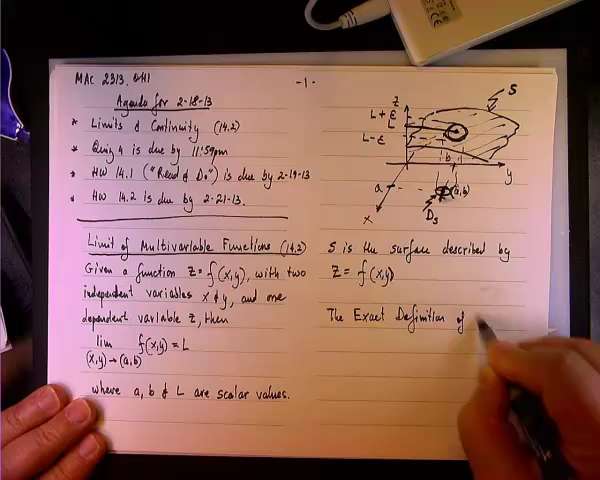 MAC 2313.
-1-
Agenda for 2-18-13
* Limits & Continuity (14.2)
* Quiz 4 is due by 11:59pm
* HW 14.1 ("Read & Do") is due by 2-19-13
* HW 14.2 is due by 2-21-13.
Limit of Multivariable Functions (14.2)
Given a function z = f(x,y), with two
independent variables x & y, and one
dependent variable z, then
lim f(x,y) = L
(x,y) → (a,b)
where a, b & L are scalar values.
S
z
L + ε
L
L - ε
b
y
a
(a,b)
x
S is the surface described by
z = f(x,y)
The Exact Definition of